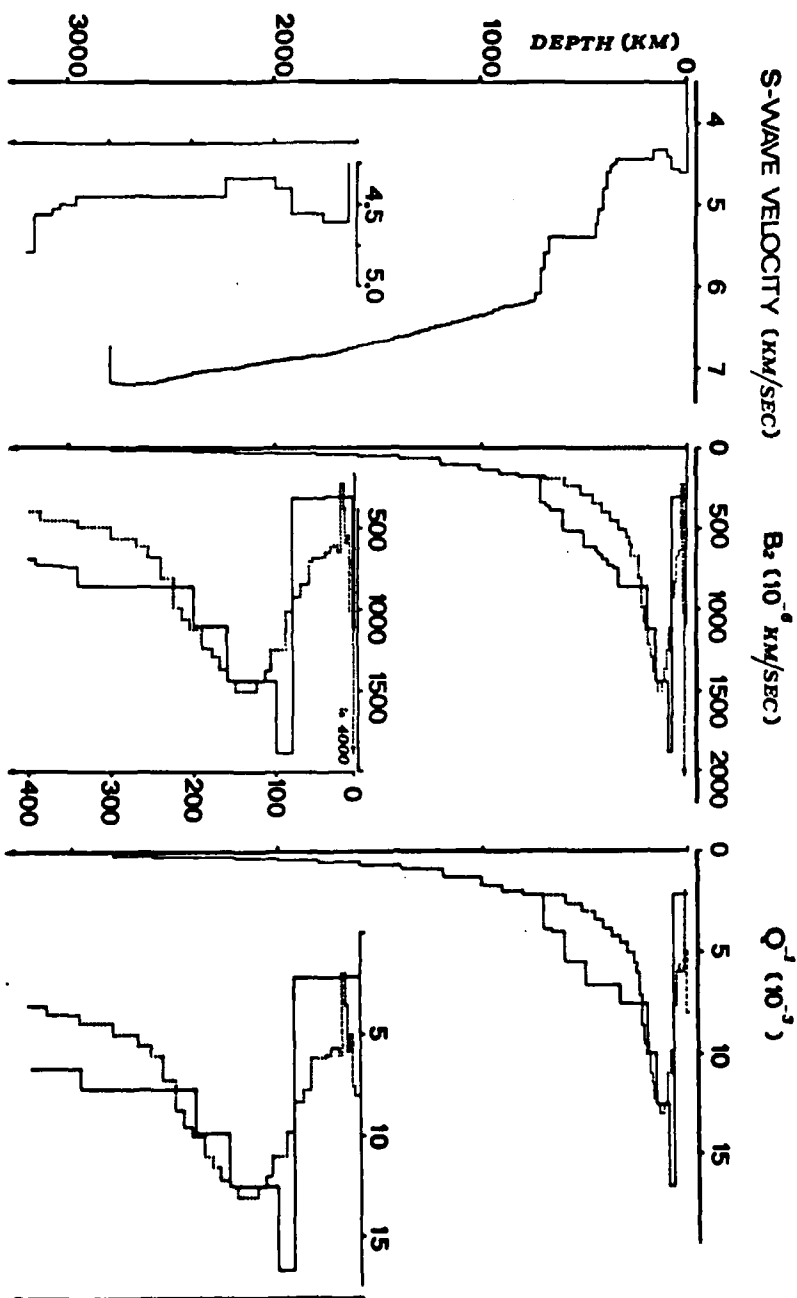 S-WAVE VELOCITY (KM/SEC)
4 5 6 7
DEPTH (KM)
0
1000
2000
3000
4.5 5.0
B₂ (10⁻⁶ KM/SEC)
0 500 1000 1500 2000
500 1000 1500
to 4000
0
100
200
300
400
Q⁻¹ (10⁻³)
0 5 10 15
5 10 15